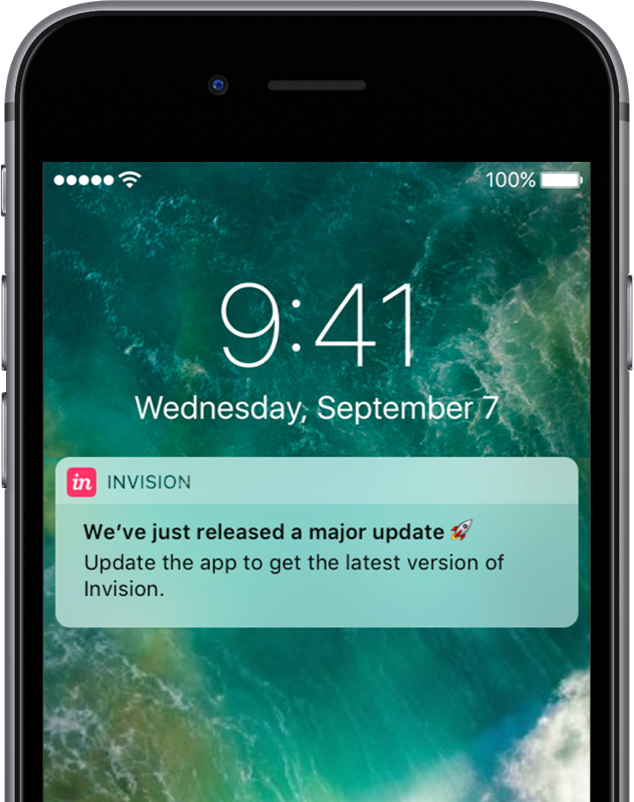 100%
9:41
Wednesday, September 7
in INVISION
We’ve just released a major update 🚀
Update the app to get the latest version of
Invision.